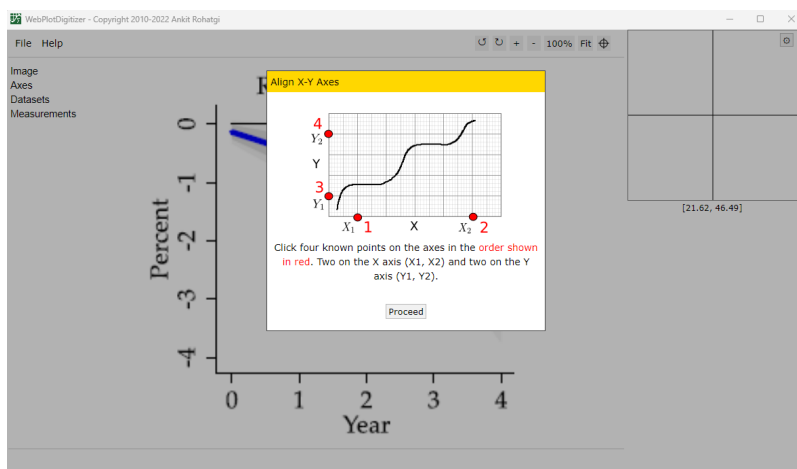 WebPlotDigitizer - Copyright 2010-2022 Ankit Rohatgi
File Help
+ - 100% Fit
Image
Axes
Datasets
Measurements
[21.62, 46.49]
Align X-Y Axes
4
Y2
Y
3
Y1
X1 1 X X2 2
Click four known points on the axes in the order shown
in red. Two on the X axis (X1, X2) and two on the Y
axis (Y1, Y2).
Proceed
Percent
0
-1
-2
-3
-4
0 1 2 3 4
Year